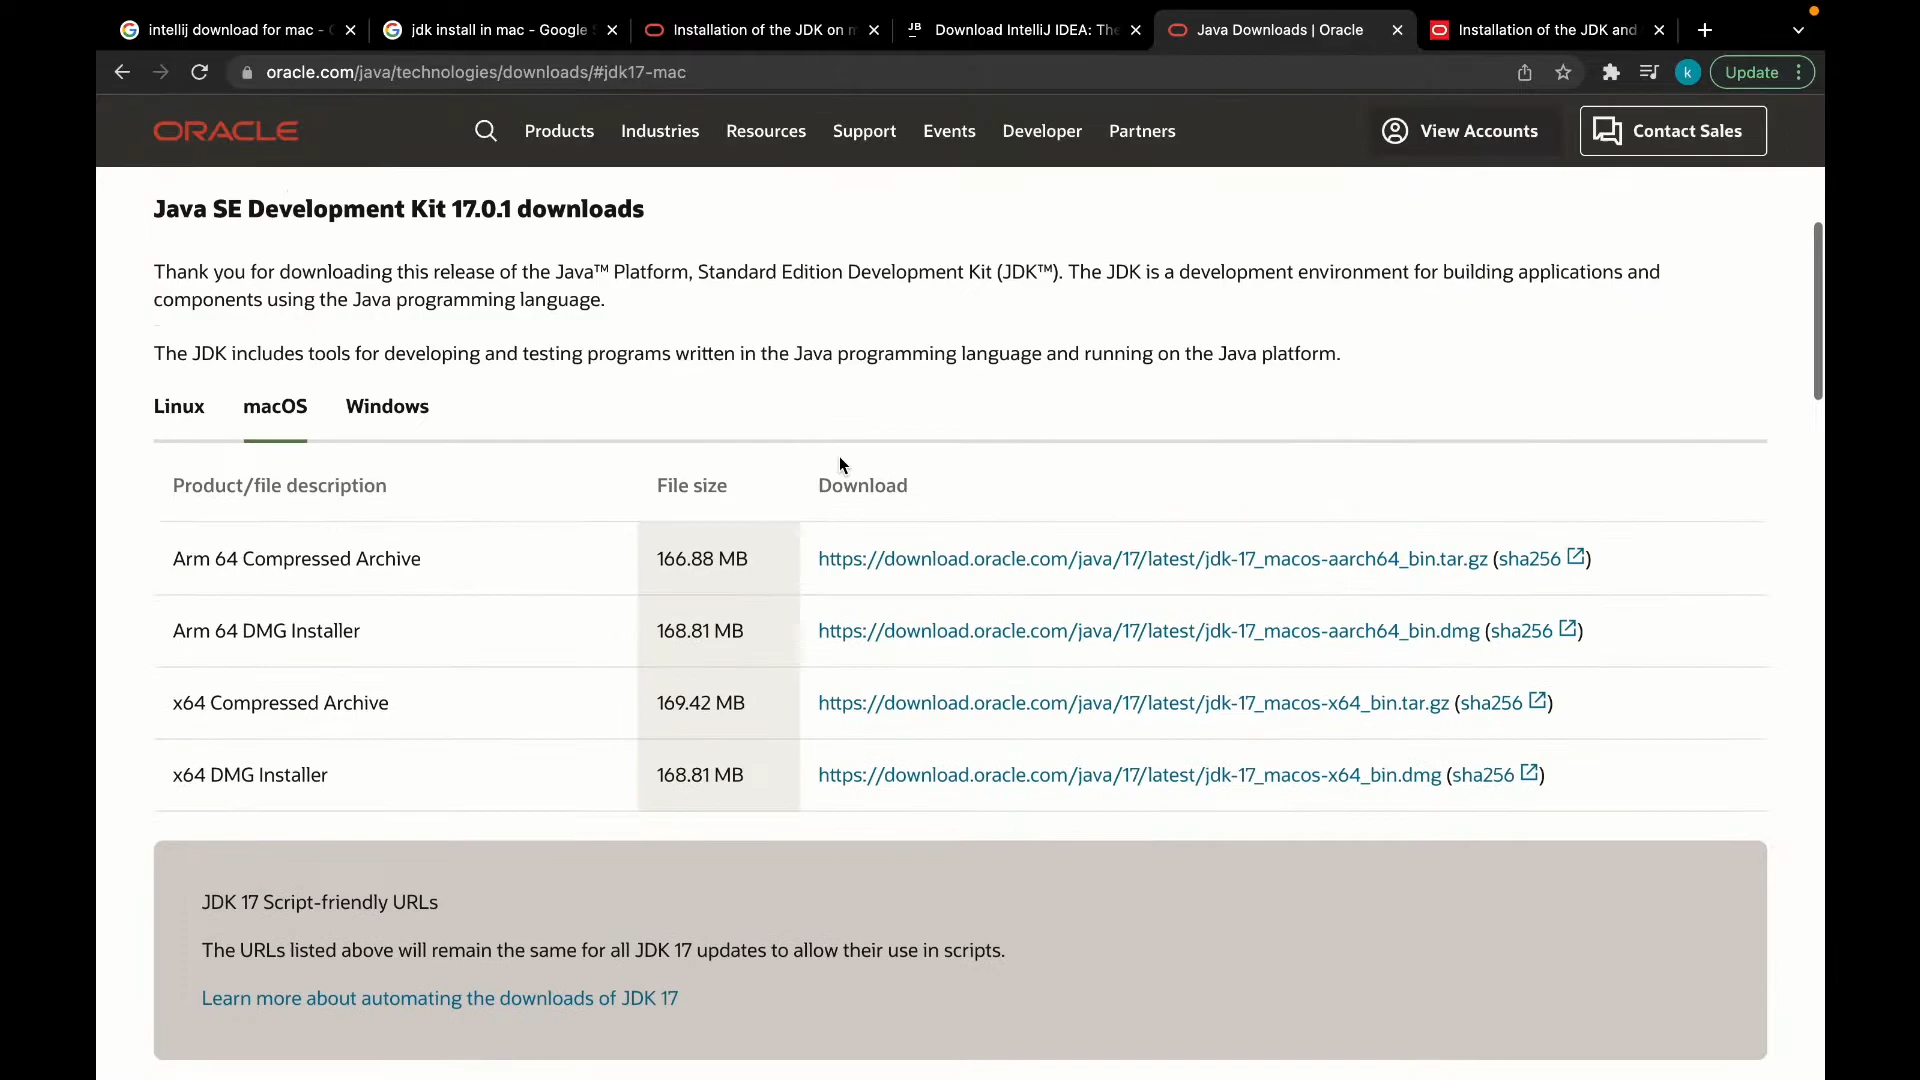 intellij download for mac -
jdk install in mac - Google
Installation of the JDK on
Download IntelliJ IDEA: The
Java Downloads | Oracle
Installation of the JDK and
oracle.com/java/technologies/downloads/#jdk17-mac
k
Update
ORACLE
Products
Industries
Resources
Support
Events
Developer
Partners
View Accounts
Contact Sales
Java SE Development Kit 17.0.1 downloads
Thank you for downloading this release of the Java™ Platform, Standard Edition Development Kit (JDK™). The JDK is a development environment for building applications and
components using the Java programming language.
The JDK includes tools for developing and testing programs written in the Java programming language and running on the Java platform.
Linux macOS Windows
Product/file description File size Download
Arm 64 Compressed Archive 166.88 MB https://download.oracle.com/java/17/latest/jdk-17_macos-aarch64_bin.tar.gz (sha256)
Arm 64 DMG Installer 168.81 MB https://download.oracle.com/java/17/latest/jdk-17_macos-aarch64_bin.dmg (sha256)
x64 Compressed Archive 169.42 MB https://download.oracle.com/java/17/latest/jdk-17_macos-x64_bin.tar.gz (sha256)
x64 DMG Installer 168.81 MB https://download.oracle.com/java/17/latest/jdk-17_macos-x64_bin.dmg (sha256)
JDK 17 Script-friendly URLs
The URLs listed above will remain the same for all JDK 17 updates to allow their use in scripts.
Learn more about automating the downloads of JDK 17